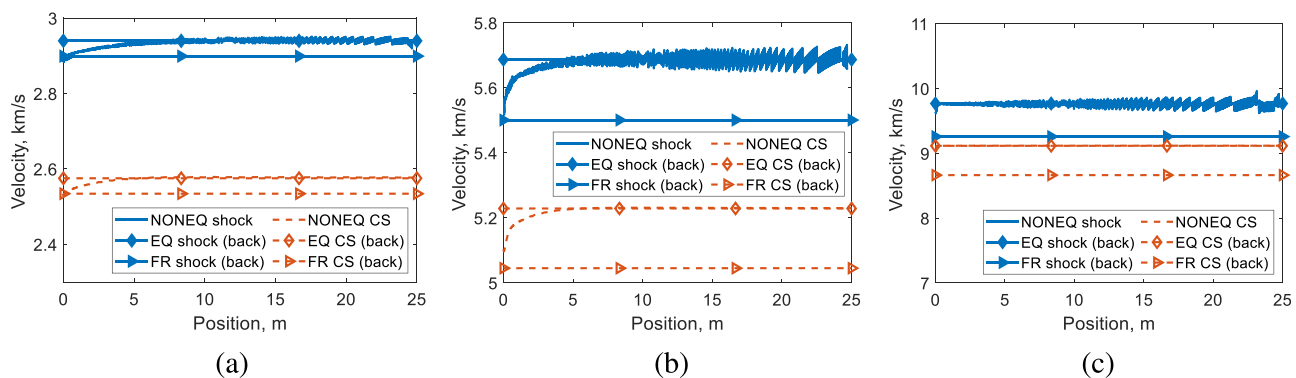 3
2.8
2.6
2.4
Velocity, km/s
NONEQ shock
NONEQ CS
EQ shock (back)
EQ CS (back)
FR shock (back)
FR CS (back)
0
5
10
15
20
25
Position, m
(a)
5.8
5.6
5.4
5.2
5
Velocity, km/s
NONEQ shock
NONEQ CS
EQ shock (back)
EQ CS (back)
FR shock (back)
FR CS (back)
0
5
10
15
20
25
Position, m
(b)
11
10
9
8
7
Velocity, km/s
NONEQ shock
NONEQ CS
EQ shock (back)
EQ CS (back)
FR shock (back)
FR CS (back)
0
5
10
15
20
25
Position, m
(c)